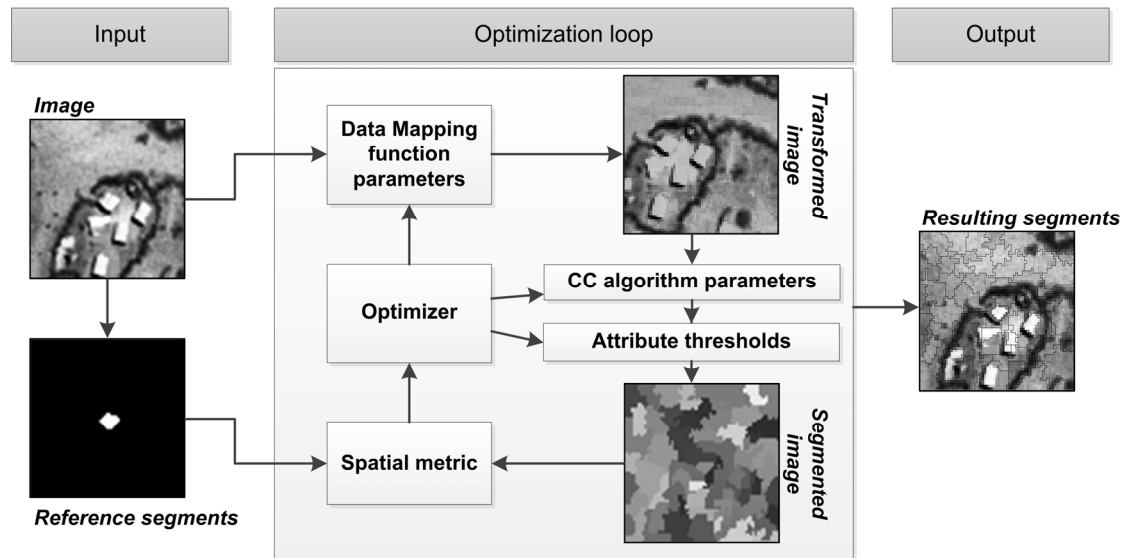 Input
Optimization loop
Output
Image
Data Mapping
function
parameters
Transformed
image
Resulting segments
CC algorithm parameters
Optimizer
Attribute thresholds
Spatial metric
Segmented
image
Reference segments